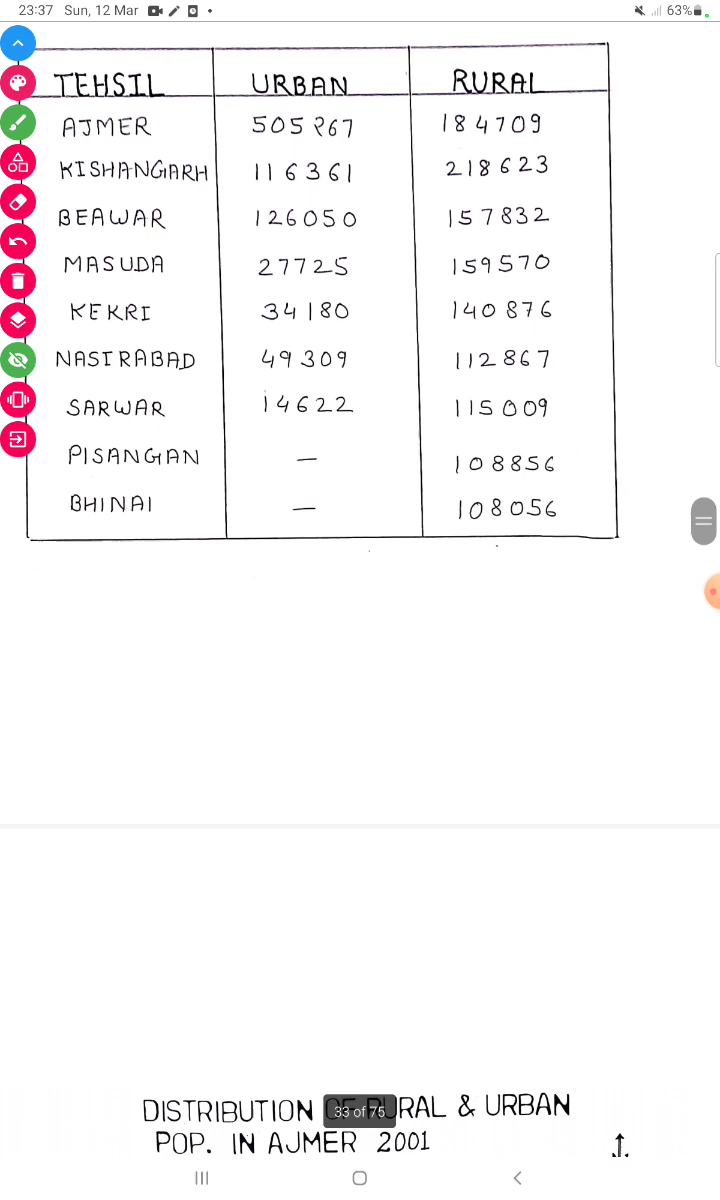 23:37 Sun, 12 Mar 63%
TEHSIL URBAN RURAL
AJMER 505267 184709
KISHANGARH 116361 218623
BEAWAR 126050 157832
MASUDA 27725 159570
KEKRI 34180 140876
NASIRABAD 49309 112867
SARWAR 14622 115009
PISANGAN — 108856
BHINAI — 108056
DISTRIBUTION OF RURAL & URBAN
33 of 75
POP. IN AJMER 2001